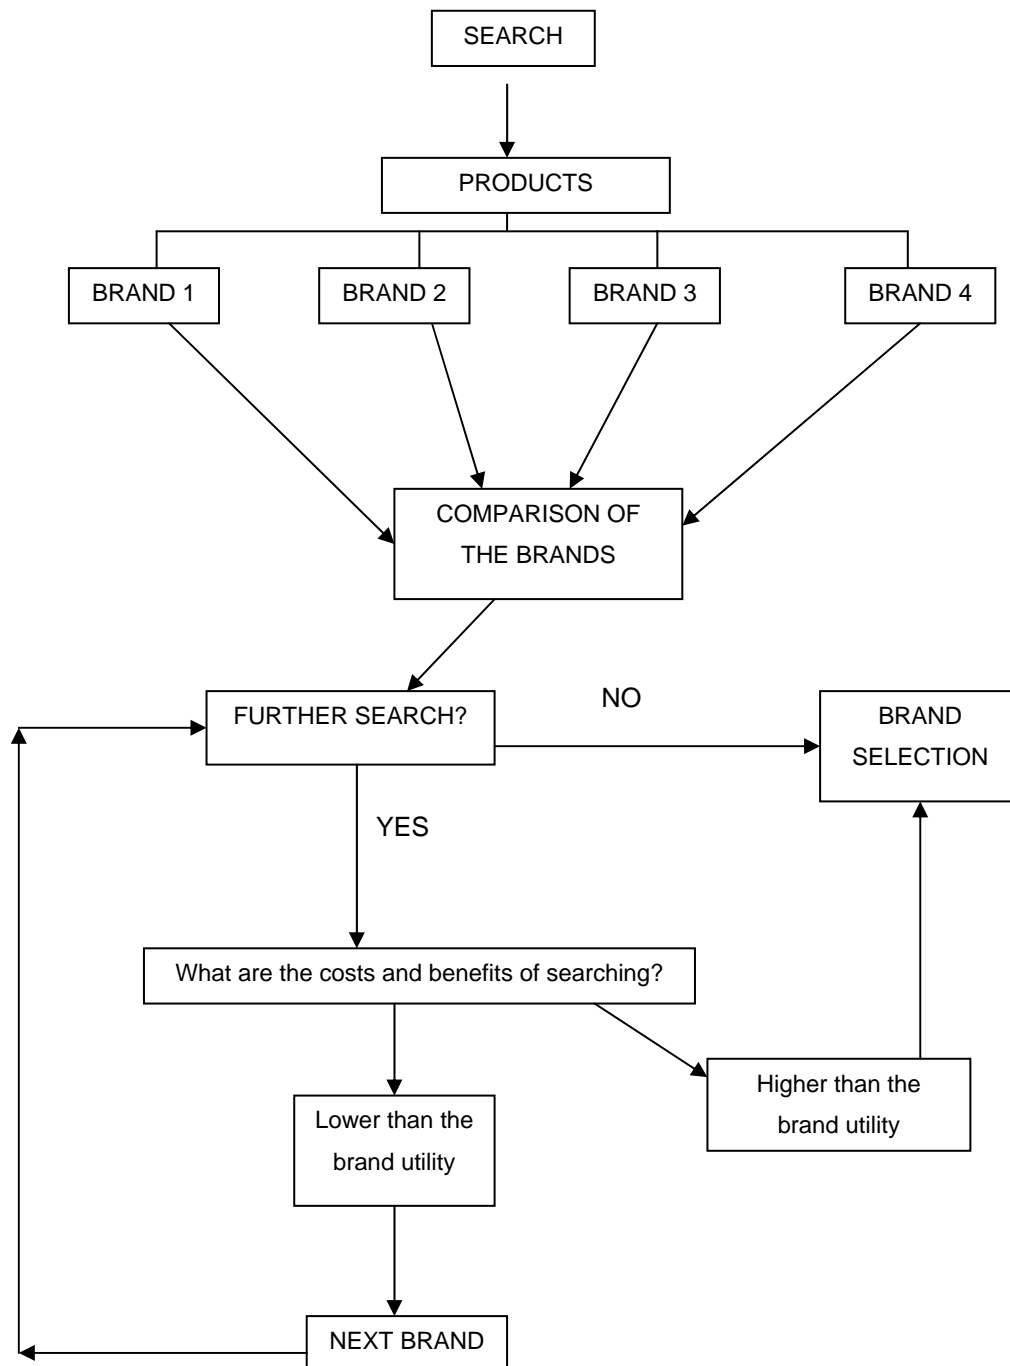 SEARCH
PRODUCTS
BRAND 1
BRAND 2
BRAND 3
BRAND 4
COMPARISON OF
THE BRANDS
FURTHER SEARCH?
NO
BRAND
SELECTION
YES
What are the costs and benefits of searching?
Higher than the
brand utility
Lower than the
brand utility
NEXT BRAND